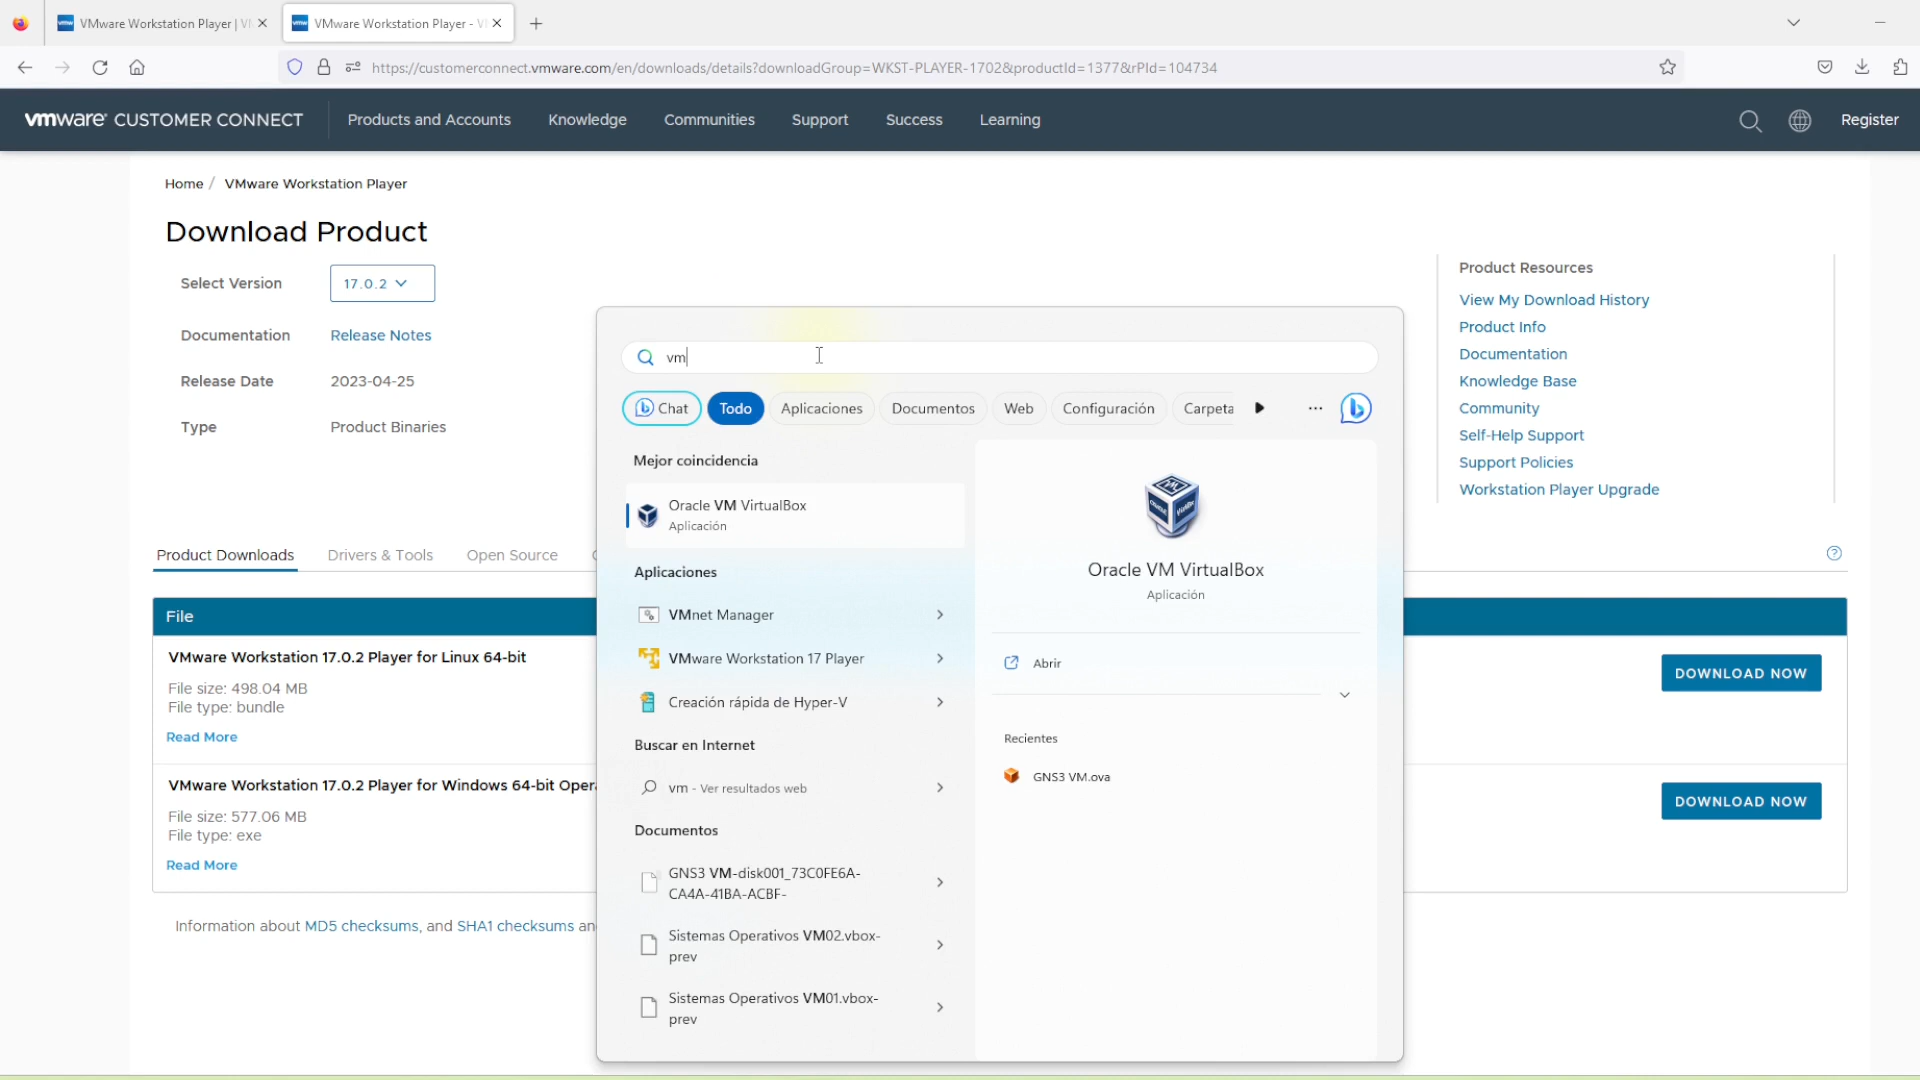 VMware Workstation Player | VM
VMware Workstation Player - VM
https://customerconnect.vmware.com/en/downloads/details?downloadGroup=WKST-PLAYER-1702&productId=1377&rPId=104734
vmware® CUSTOMER CONNECT
Products and Accounts
Knowledge
Communities
Support
Success
Learning
Register
Home / VMware Workstation Player
Download Product
Select Version
17.0.2
Documentation
Release Notes
Release Date
2023-04-25
Type
Product Binaries
Product Resources
View My Download History
Product Info
Documentation
Knowledge Base
Community
Self-Help Support
Support Policies
Workstation Player Upgrade
Product Downloads
Drivers & Tools
Open Source
File
VMware Workstation 17.0.2 Player for Linux 64-bit
File size: 498.04 MB
File type: bundle
Read More
DOWNLOAD NOW
VMware Workstation 17.0.2 Player for Windows 64-bit Opera
File size: 577.06 MB
File type: exe
Read More
DOWNLOAD NOW
Information about MD5 checksums, and SHA1 checksums an
vm
Chat
Todo
Aplicaciones
Documentos
Web
Configuración
Carpeta
Mejor coincidencia
Oracle VM VirtualBox
Aplicación
Aplicaciones
VMnet Manager
VMware Workstation 17 Player
Creación rápida de Hyper-V
Buscar en Internet
vm - Ver resultados web
Documentos
GNS3 VM-disk001_73C0FE6A-
CA4A-41BA-ACBF-
Sistemas Operativos VM02.vbox-
prev
Sistemas Operativos VM01.vbox-
prev
Oracle VM VirtualBox
Aplicación
Abrir
Recientes
GNS3 VM.ova